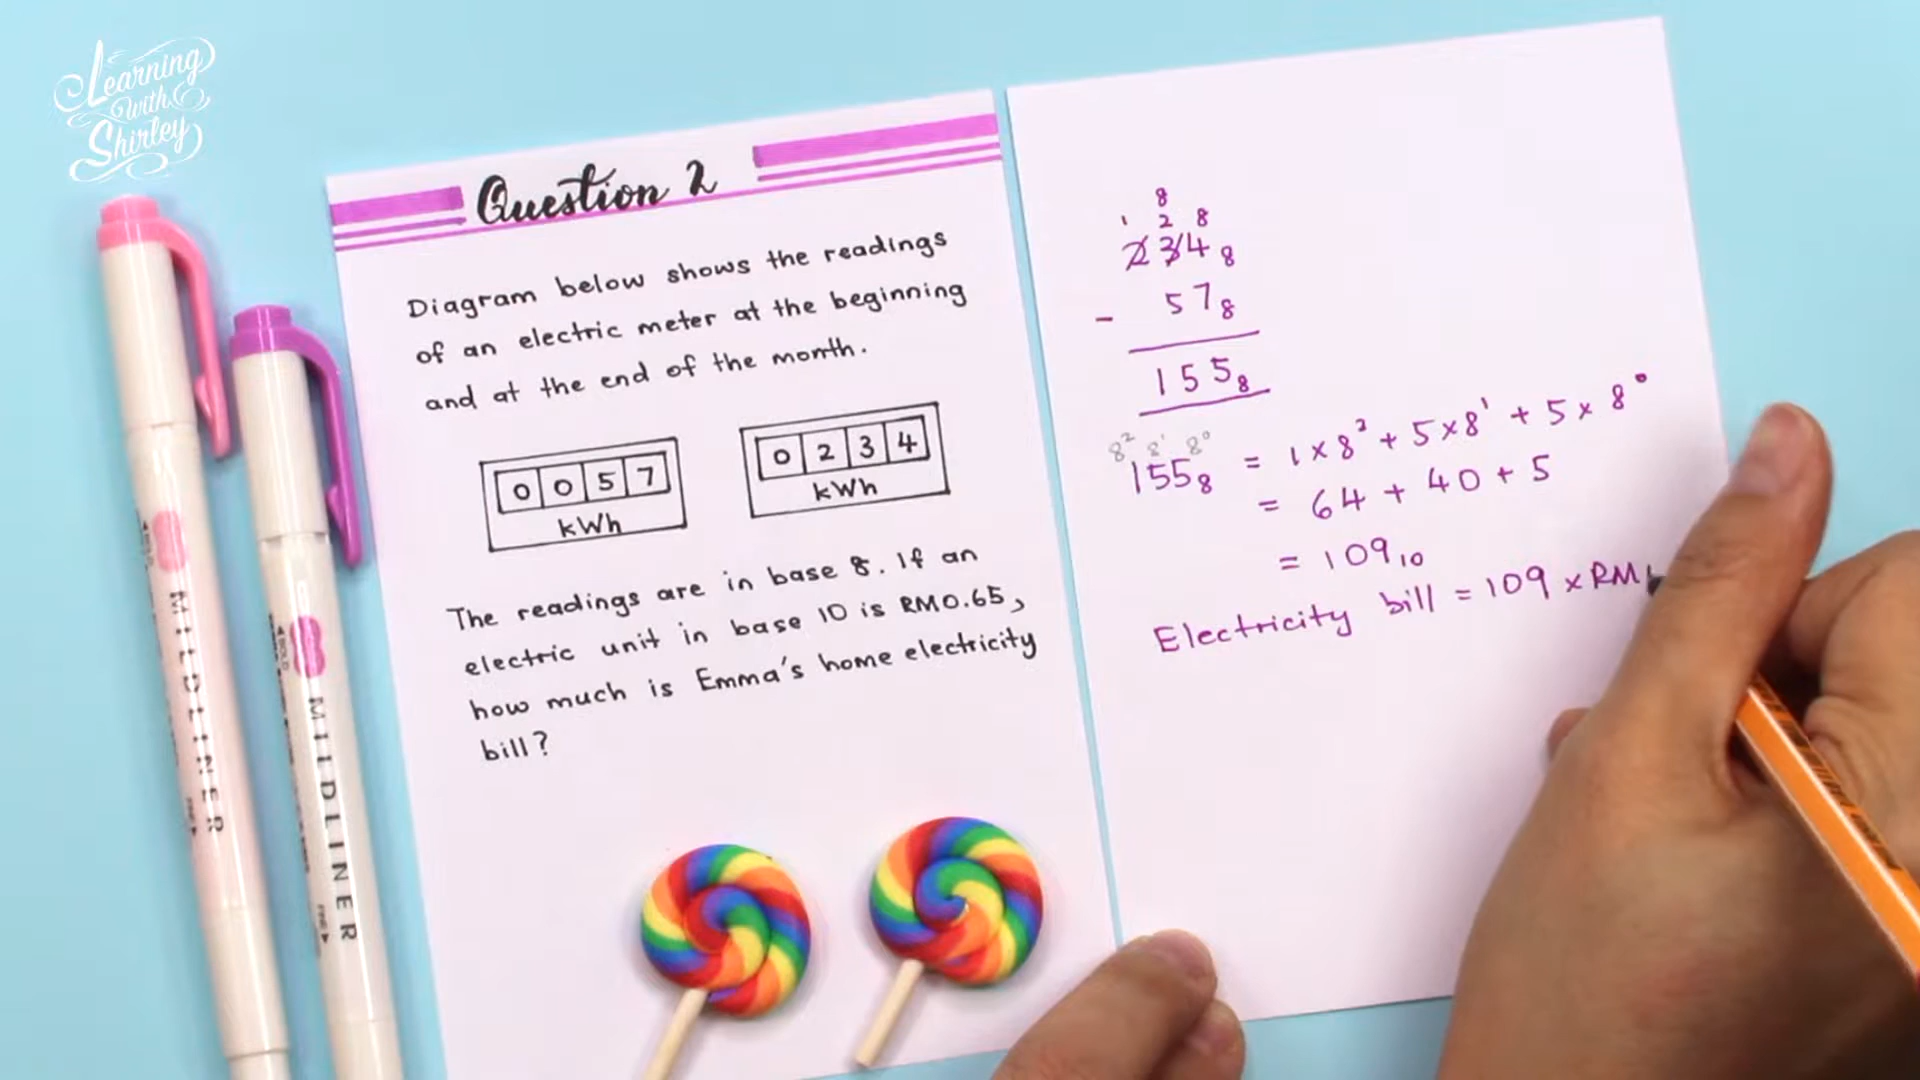 Learning
With
Shirley
Question 2
Diagram below shows the readings
of an electric meter at the beginning
and at the end of the month.
0 0 5 7
kWh
0 2 3 4
kWh
The readings are in base 8. If an
electric unit in base 10 is RM0.65,
how much is Emma's home electricity
bill?
8
1 2 8
234₈
- 57₈
155₈
8² 8¹ 8⁰
155₈ = 1 × 8² + 5 × 8¹ + 5 × 8⁰
= 64 + 40 + 5
= 109₁₀
Electricity bill = 109 × RM
MILDLINER
MILDLINER